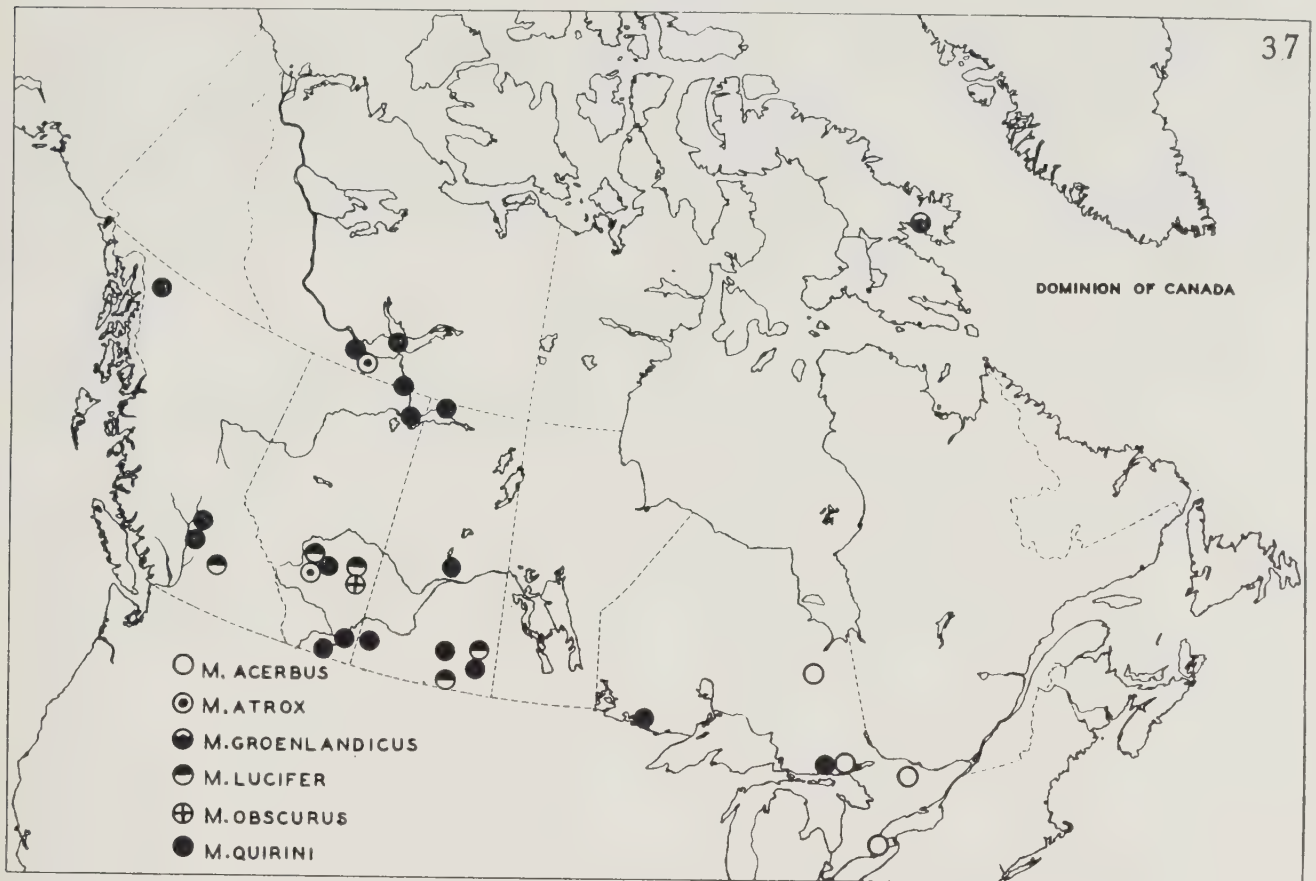 37
DOMINION OF CANADA
M. ACERBUS
M. ATROX
M. GROENLANDICUS
M. LUCIFER
M. OBSCURUS
M. QUIRINI